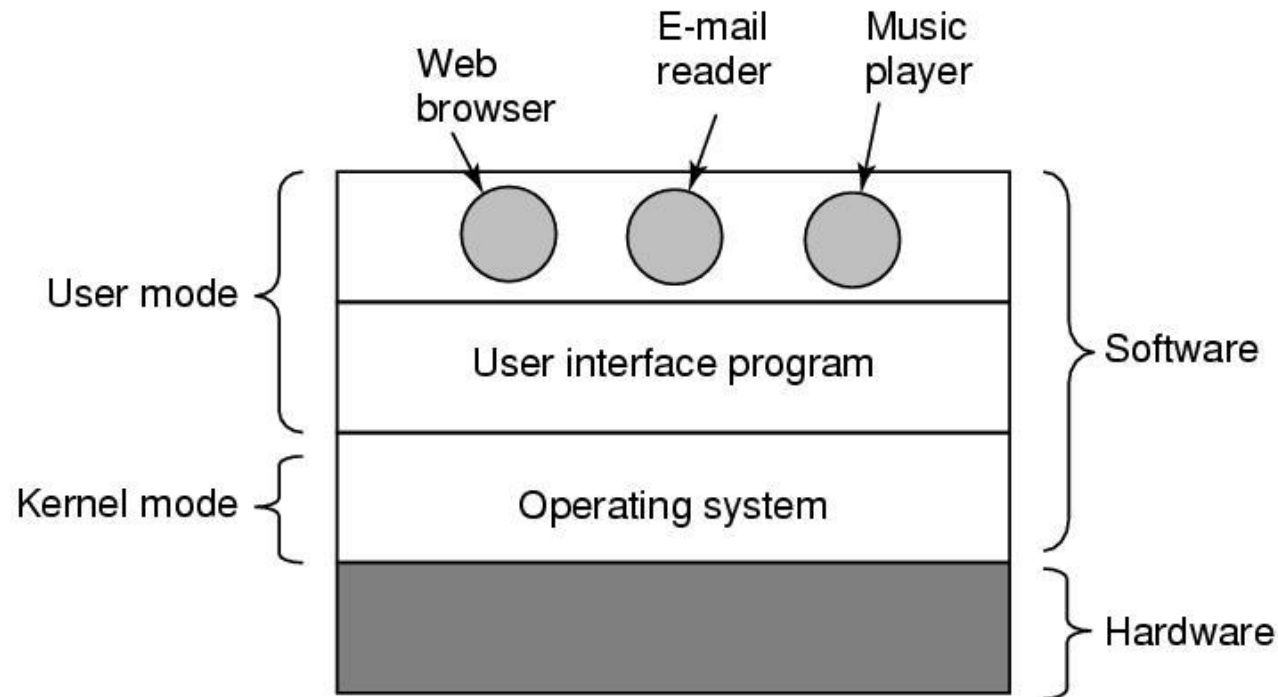 Web
browser
E-mail
reader
Music
player
User mode
User interface program
Software
Kernel mode
Operating system
Hardware